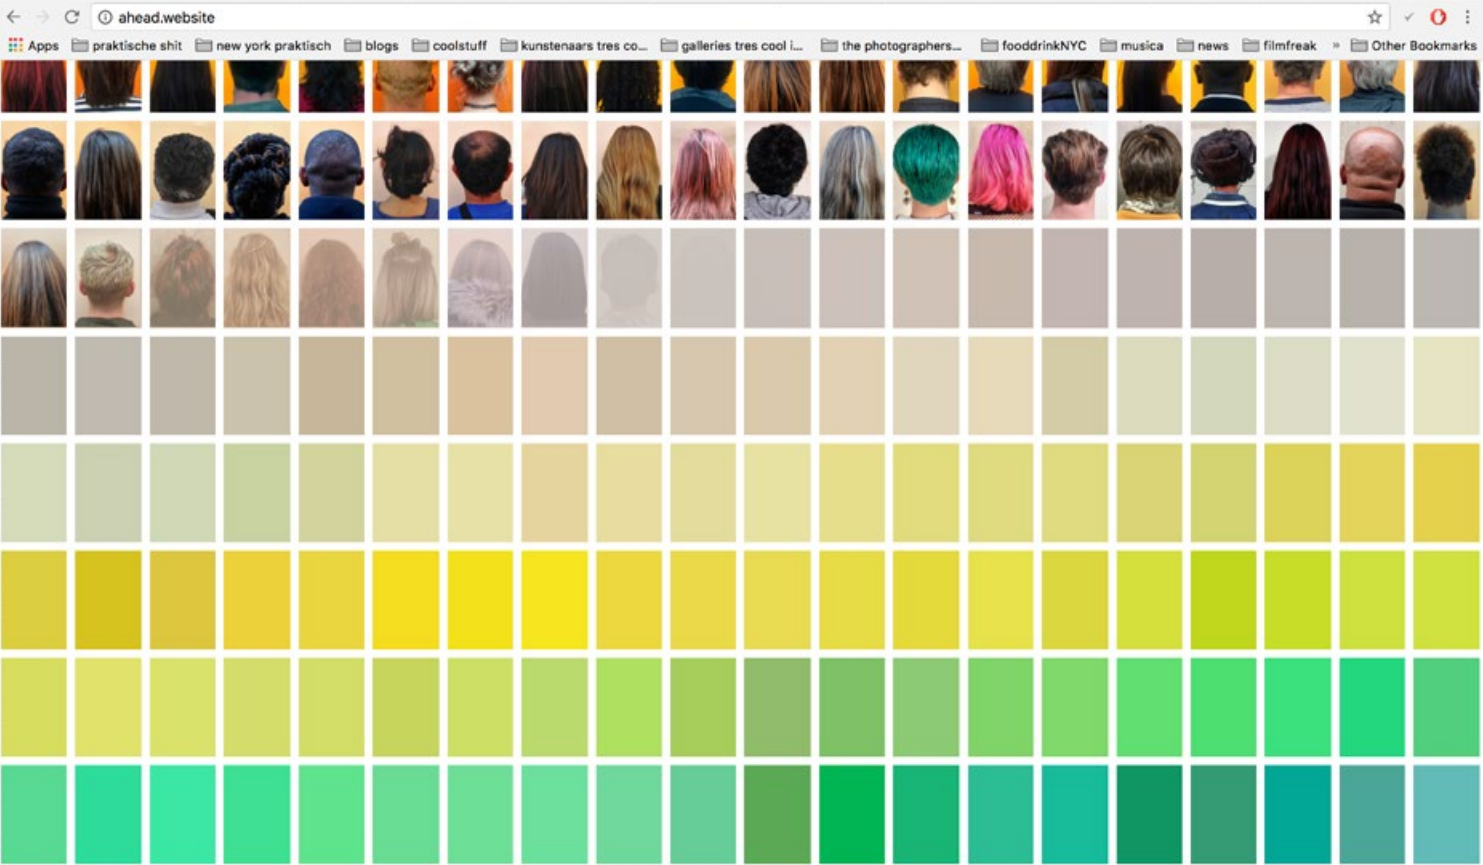 ahead.website
Apps praktische shit new york praktisch blogs coolstuff kunstenaars tres co... galleries tres cool i... the photographers... fooddrinkNYC musica news filmfreak » Other Bookmarks